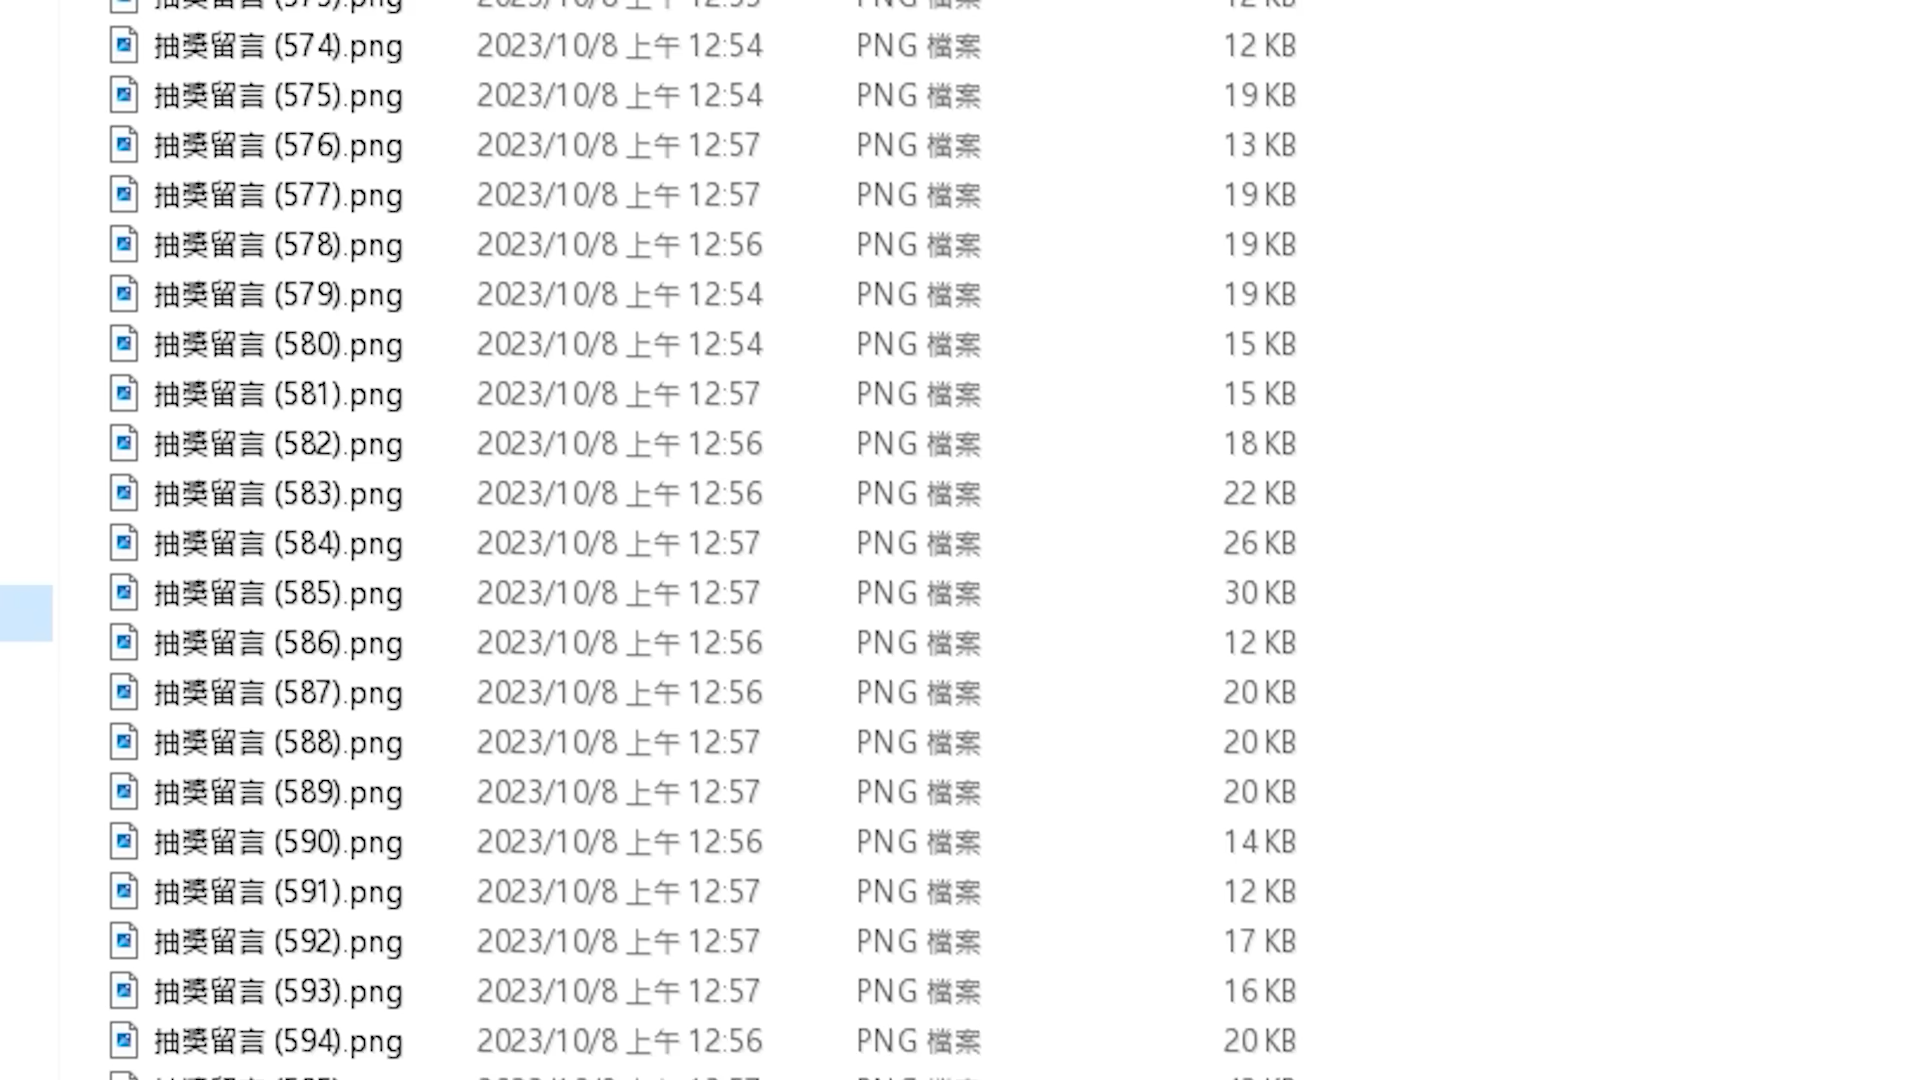 抽獎留言 (574).png 2023/10/8 上午 12:54 PNG 檔案 12 KB
抽獎留言 (575).png 2023/10/8 上午 12:54 PNG 檔案 19 KB
抽獎留言 (576).png 2023/10/8 上午 12:57 PNG 檔案 13 KB
抽獎留言 (577).png 2023/10/8 上午 12:57 PNG 檔案 19 KB
抽獎留言 (578).png 2023/10/8 上午 12:56 PNG 檔案 19 KB
抽獎留言 (579).png 2023/10/8 上午 12:54 PNG 檔案 19 KB
抽獎留言 (580).png 2023/10/8 上午 12:54 PNG 檔案 15 KB
抽獎留言 (581).png 2023/10/8 上午 12:57 PNG 檔案 15 KB
抽獎留言 (582).png 2023/10/8 上午 12:56 PNG 檔案 18 KB
抽獎留言 (583).png 2023/10/8 上午 12:56 PNG 檔案 22 KB
抽獎留言 (584).png 2023/10/8 上午 12:57 PNG 檔案 26 KB
抽獎留言 (585).png 2023/10/8 上午 12:57 PNG 檔案 30 KB
抽獎留言 (586).png 2023/10/8 上午 12:56 PNG 檔案 12 KB
抽獎留言 (587).png 2023/10/8 上午 12:56 PNG 檔案 20 KB
抽獎留言 (588).png 2023/10/8 上午 12:57 PNG 檔案 20 KB
抽獎留言 (589).png 2023/10/8 上午 12:57 PNG 檔案 20 KB
抽獎留言 (590).png 2023/10/8 上午 12:56 PNG 檔案 14 KB
抽獎留言 (591).png 2023/10/8 上午 12:57 PNG 檔案 12 KB
抽獎留言 (592).png 2023/10/8 上午 12:57 PNG 檔案 17 KB
抽獎留言 (593).png 2023/10/8 上午 12:57 PNG 檔案 16 KB
抽獎留言 (594).png 2023/10/8 上午 12:56 PNG 檔案 20 KB